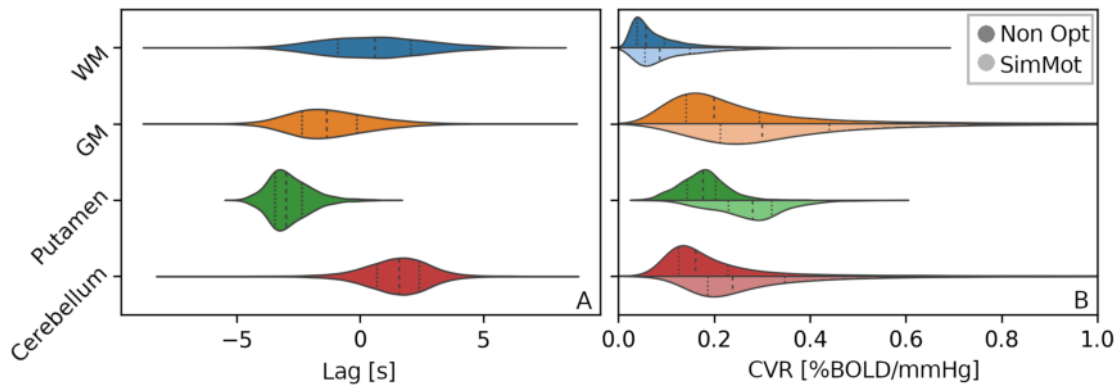 WM
GM
Putamen
Cerebellum
A
−5
0
5
Lag [s]
Non Opt
SimMot
B
0.0
0.2
0.4
0.6
0.8
1.0
CVR [%BOLD/mmHg]